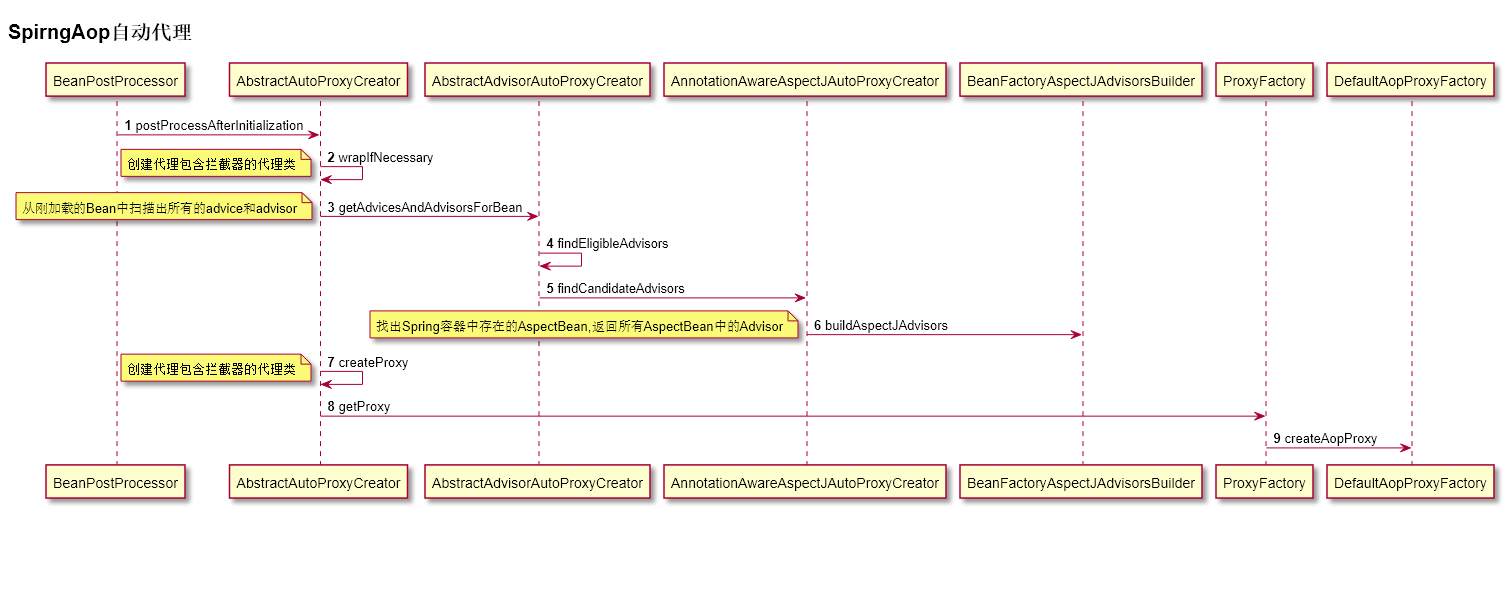 SpirngAop自动代理
BeanPostProcessor
AbstractAutoProxyCreator
AbstractAdvisorAutoProxyCreator
AnnotationAwareAspectJAutoProxyCreator
BeanFactoryAspectJAdvisorsBuilder
ProxyFactory
DefaultAopProxyFactory
1 postProcessAfterInitialization
创建代理包含拦截器的代理类
2 wrapIfNecessary
从刚加载的Bean中扫描出所有的advice和advisor
3 getAdvicesAndAdvisorsForBean
4 findEligibleAdvisors
5 findCandidateAdvisors
找出Spring容器中存在的AspectBean,返回所有AspectBean中的Advisor
6 buildAspectJAdvisors
创建代理包含拦截器的代理类
7 createProxy
8 getProxy
9 createAopProxy
BeanPostProcessor
AbstractAutoProxyCreator
AbstractAdvisorAutoProxyCreator
AnnotationAwareAspectJAutoProxyCreator
BeanFactoryAspectJAdvisorsBuilder
ProxyFactory
DefaultAopProxyFactory